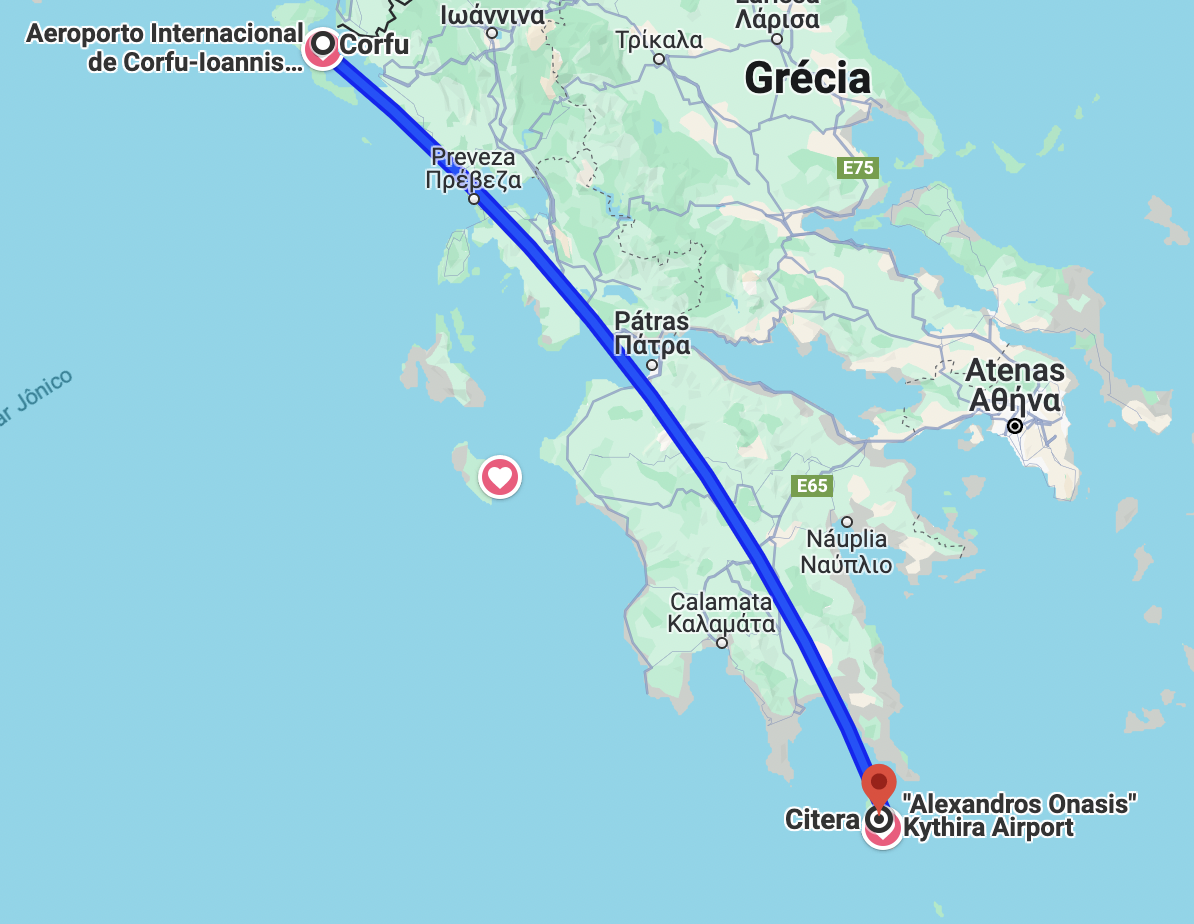 Ιωάννινα
Λάρισα
Aeroporto Internacional
de Corfu-Ioannis...
Corfu
Τρίκαλα
Grécia
Preveza
Πρέβεζα
E75
Pátras
Πάτρα
Atenas
Αθήνα
ar Jônico
E65
Náuplia
Ναύπλιο
Calamata
Καλαμάτα
Citera
"Alexandros Onasis"
Kythira Airport